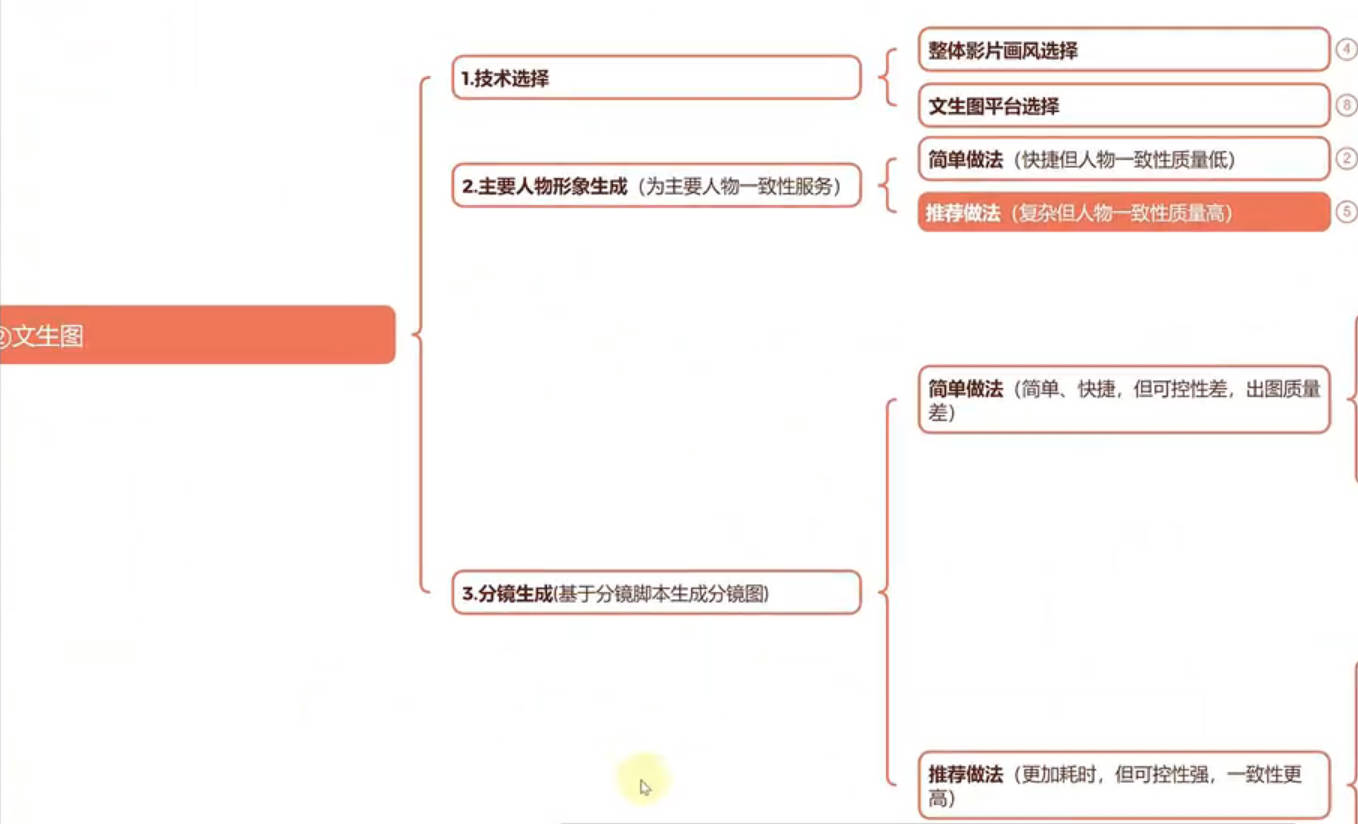 ②文生图
1.技术选择
整体影片画风选择
④
文生图平台选择
⑧
2.主要人物形象生成（为主要人物一致性服务）
简单做法（快捷但人物一致性质量低）
②
推荐做法（复杂但人物一致性质量高）
⑤
3.分镜生成(基于分镜脚本生成分镜图)
简单做法（简单、快捷，但可控性差，出图质量
差）
推荐做法（更加耗时，但可控性强，一致性更
高）